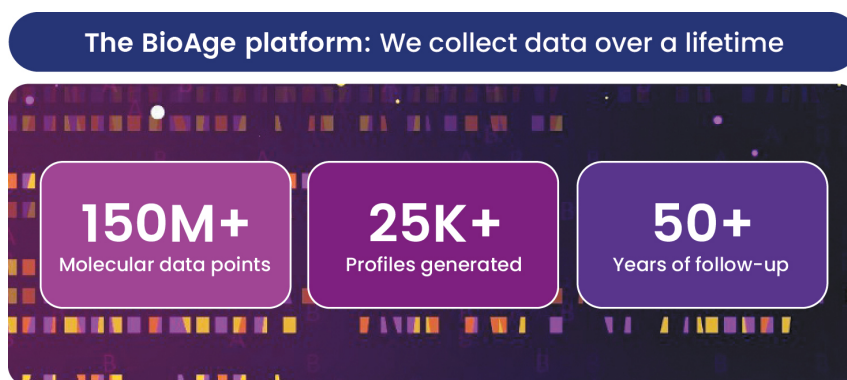 The BioAge platform: We collect data over a lifetime
150M+
Molecular data points
25K+
Profiles generated
50+
Years of follow-up